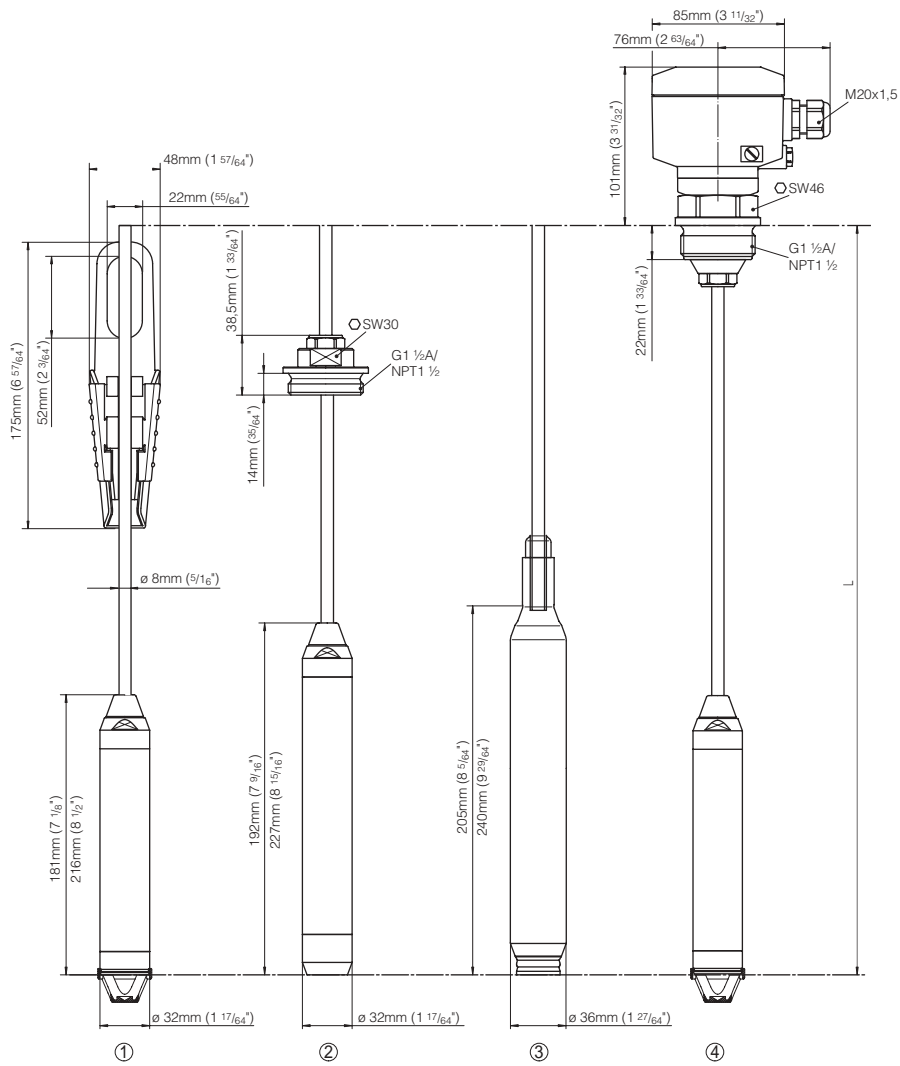 85mm (3 11/32")
76mm (2 63/64")
M20x1,5
101mm (3 31/32")
48mm (1 57/64")
22mm (55/64")
SW46
G1 ½A/
NPT1 ½
22mm (1 33/64")
38,5mm (1 33/64")
SW30
G1 ½A/
NPT1 ½
14mm (35/64")
175mm (6 57/64")
52mm (2 3/64")
ø 8mm (5/16")
L
181mm (7 1/8")
216mm (8 1/2")
192mm (7 9/16")
227mm (8 15/16")
205mm (8 5/64")
240mm (9 29/64")
ø 32mm (1 17/64")
ø 32mm (1 17/64")
ø 36mm (1 27/64")
① ② ③ ④